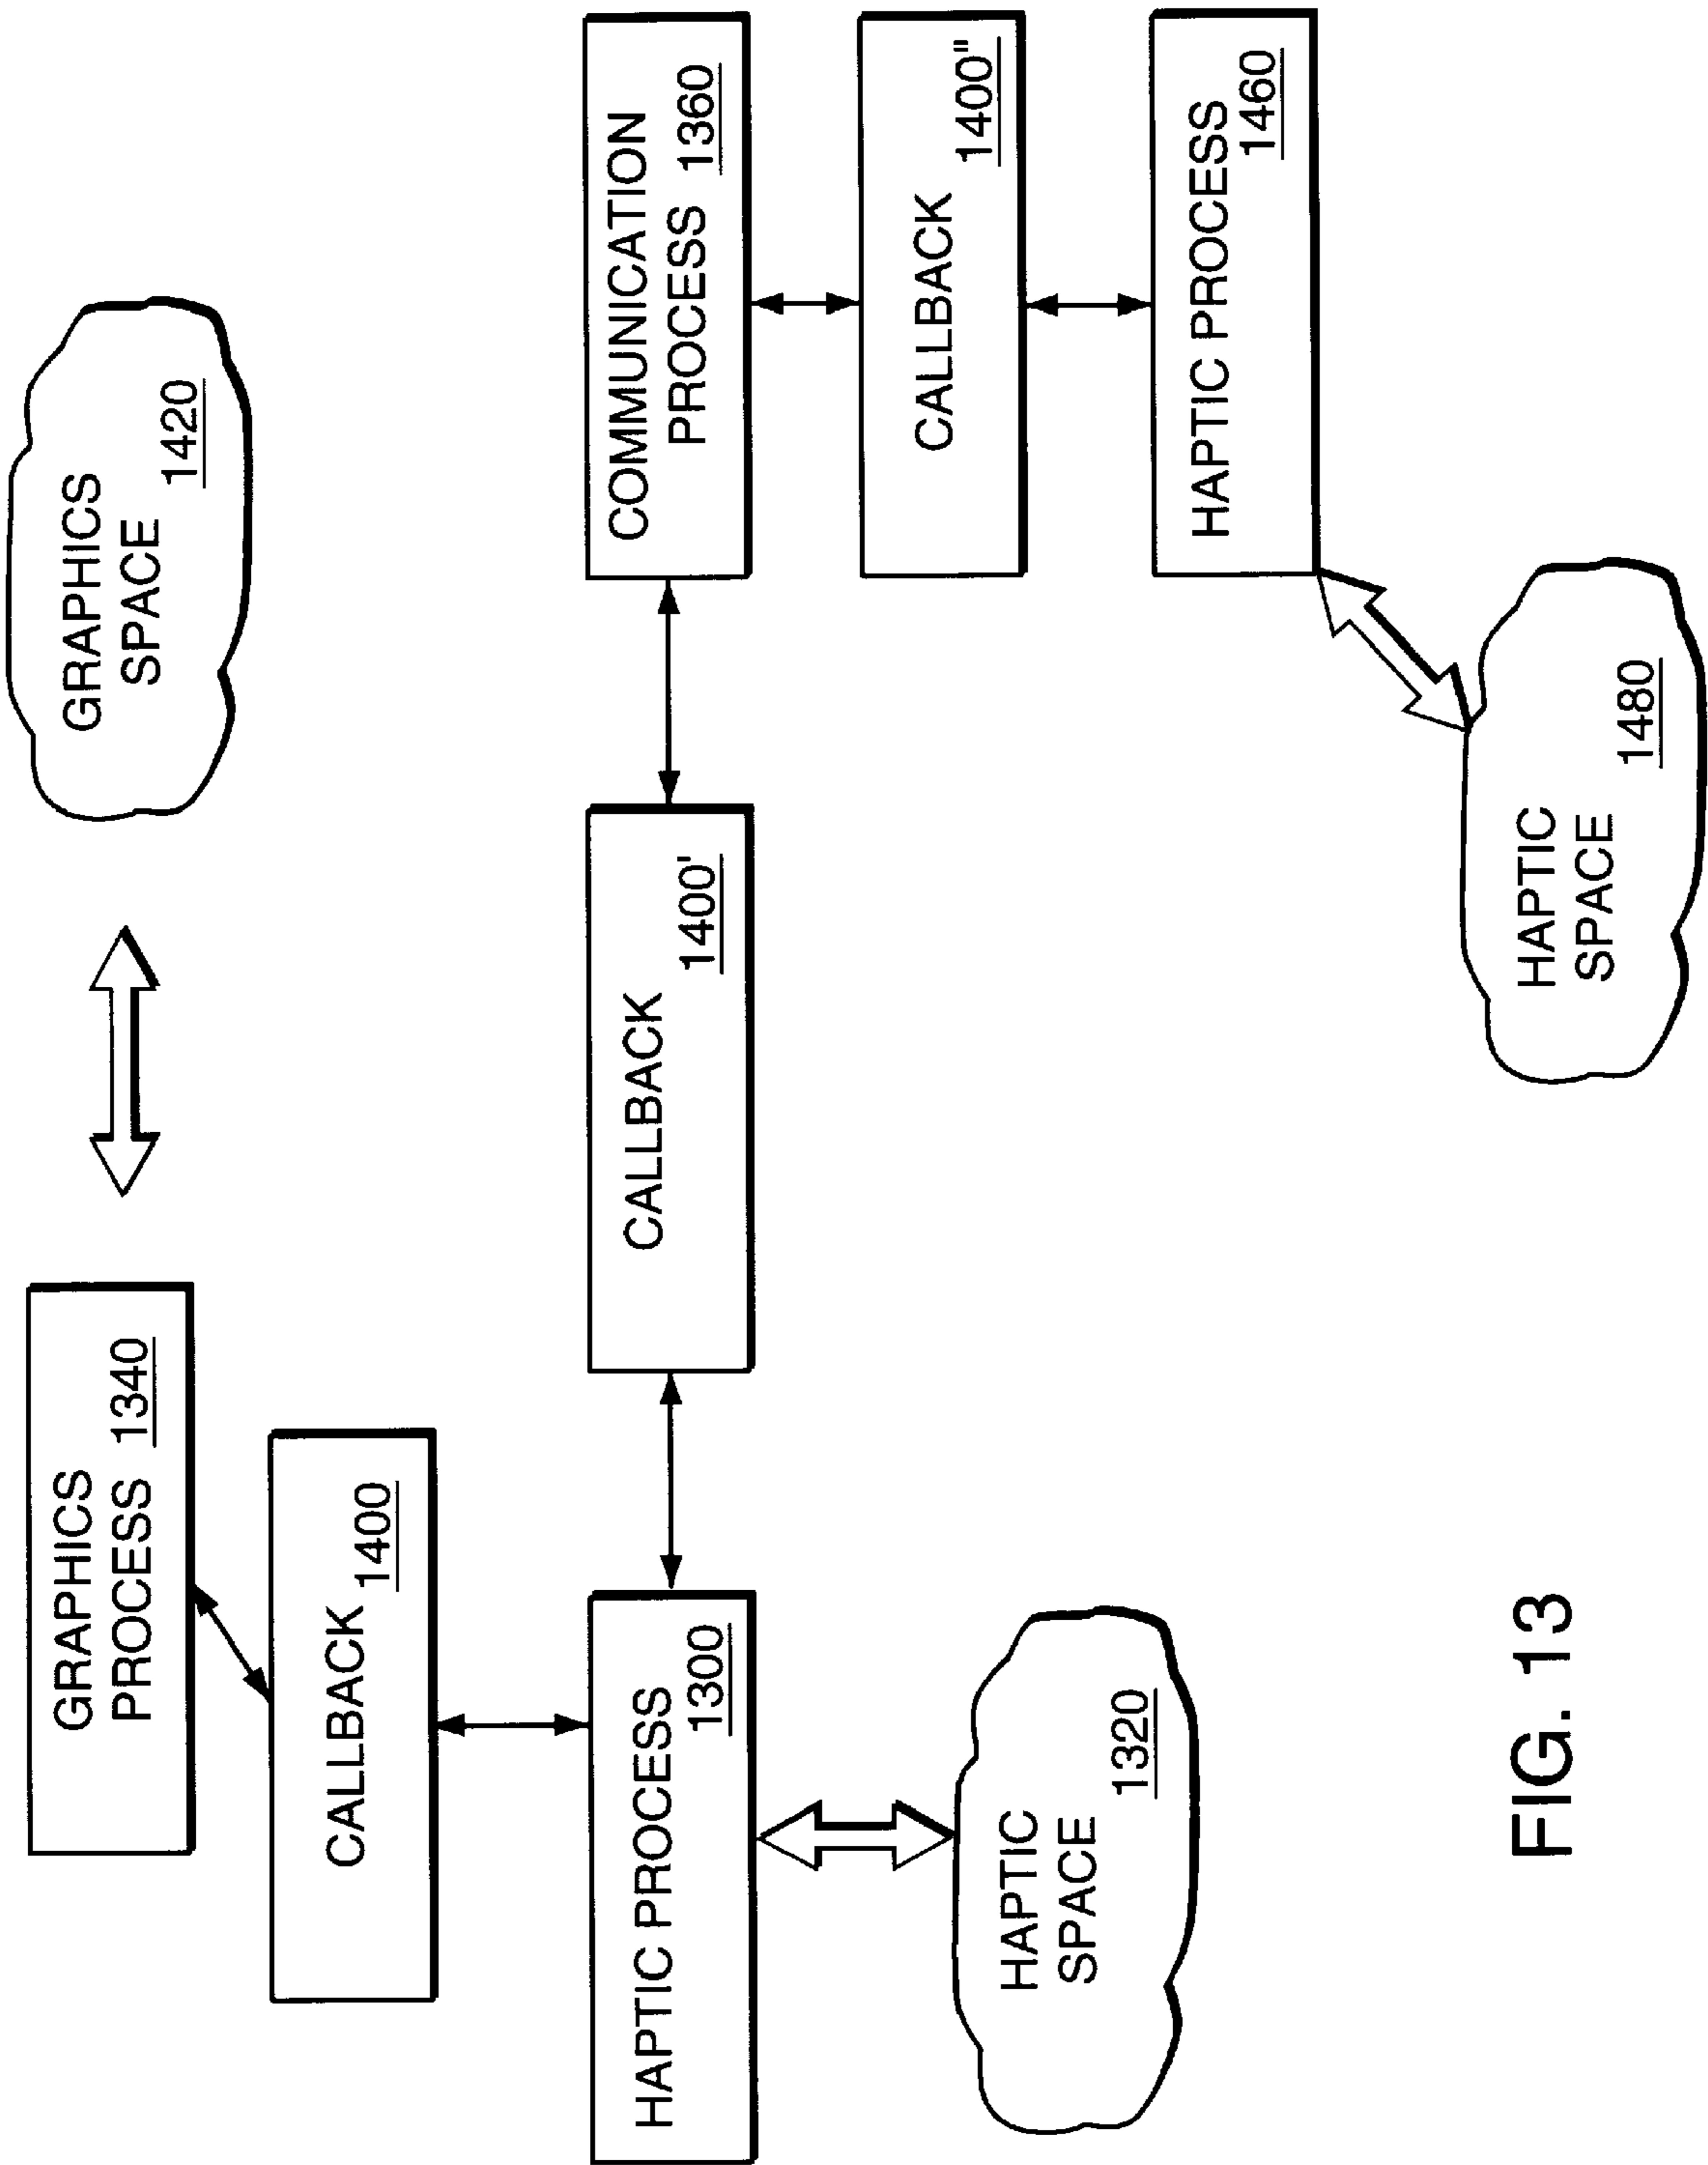 GRAPHICS
PROCESS 1340
GRAPHICS
SPACE
1420
CALLBACK
1400
HAPTIC PROCESS
1300
CALLBACK
1400'
COMMUNICATION
PROCESS 1360
CALLBACK
1400"
HAPTIC PROCESS
1460
HAPTIC
SPACE
1320
HAPTIC
SPACE
1480
FIG. 13